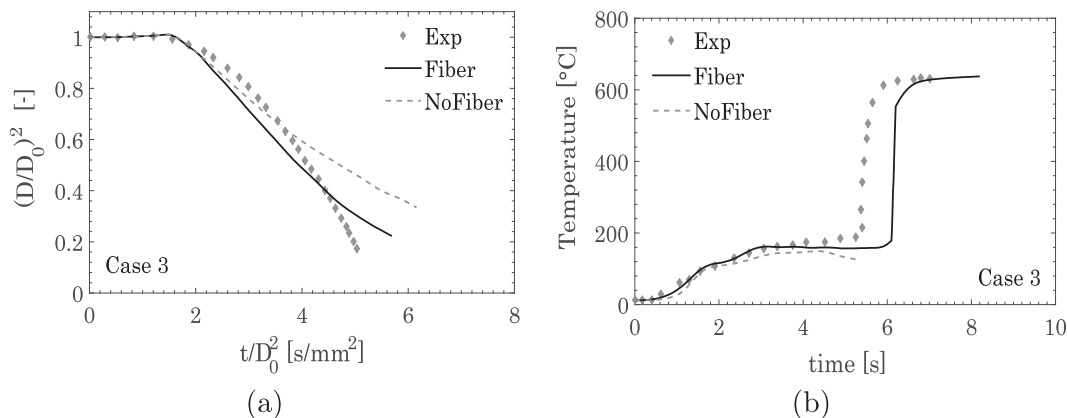 1
0.8
0.6
0.4
0.2
0
(D/D₀)² [-]
Exp
Fiber
NoFiber
Case 3
0 2 4 6 8
t/D₀² [s/mm²]
(a)
800
600
400
200
0
Temperature [°C]
Exp
Fiber
NoFiber
Case 3
0 2 4 6 8 10
time [s]
(b)